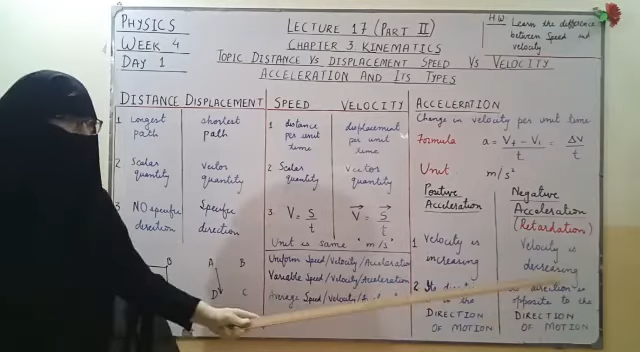 PHYSICS
WEEK 4
DAY 1
LECTURE 17 (PART II)
CHAPTER 3 KINEMATICS
TOPIC DISTANCE VS DISPLACEMENT SPEED VS VELOCITY
ACCELERATION AND ITS TYPES
H.W
Learn the difference
between speed and
velocity
DISTANCE
1 Longest
path
2 Scalar
quantity
3 NO specific
direction
B
DISPLACEMENT
shortest
path
vector
quantity
Specific
direction
A B
D C
SPEED
1 distance
per unit
time
2 Scalar
quantity
3 V = S/t
VELOCITY
displacement
per unit
time
vector
quantity
V = S/t
Unit is same "m/s"
Uniform Speed/Velocity/Acceleration
Variable Speed/Velocity/Acceleration
Average Speed/Velocity/
ACCELERATION
Change in velocity per unit time
Formula a = Vf - Vi / t = ΔV / t
Unit m/s²
Positive
Acceleration
1 Velocity is
increasing
2
to the
DIRECTION
OF MOTION
Negative
Acceleration
(Retardation)
Velocity is
decreasing
direction is
opposite to the
DIRECTION
OF MOTION